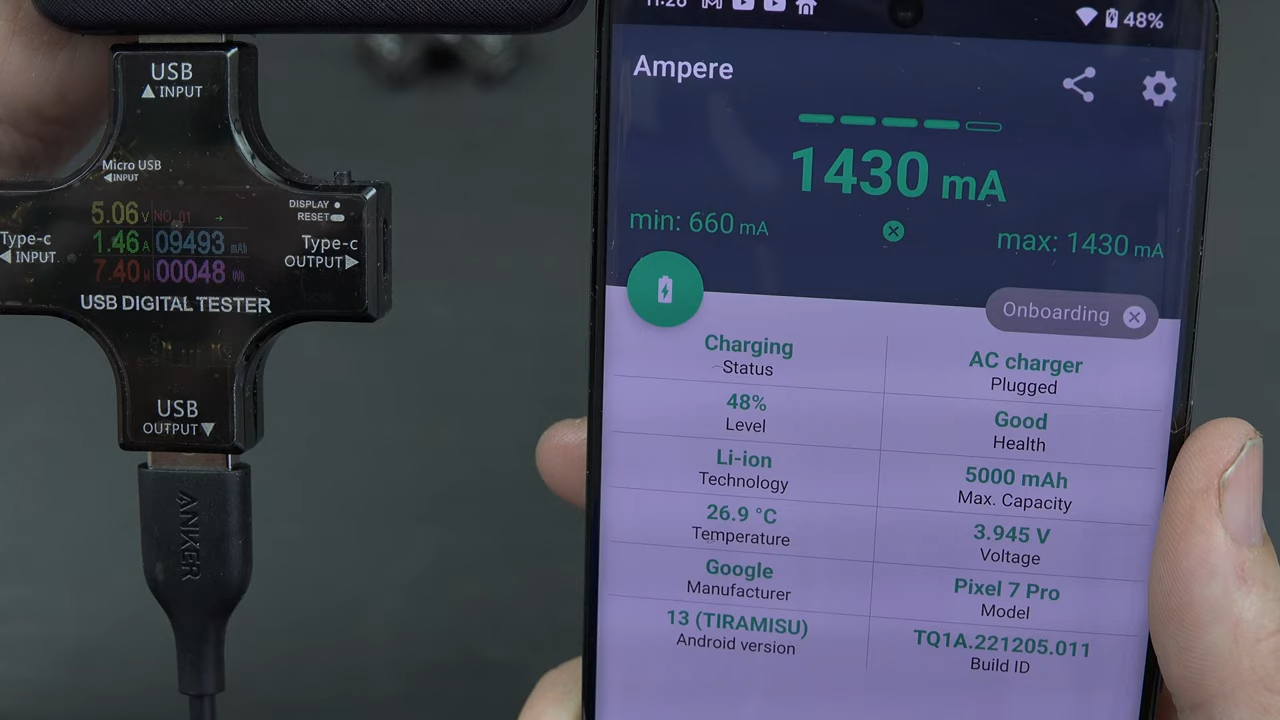 USB
▲INPUT
Micro USB
◀INPUT
5.06 V NO_01 →
1.46 A 09493 mAh
7.40 00048 Wh
DISPLAY ●
RESET
Type-c
◀INPUT
Type-c
OUTPUT▶
USB DIGITAL TESTER
USB
OUTPUT▼
ANKER
11:26
48%
Ampere
1430 mA
min: 660 mA
max: 1430 mA
Onboarding
Charging
Status
AC charger
Plugged
48%
Level
Good
Health
Li-ion
Technology
5000 mAh
Max. Capacity
26.9 °C
Temperature
3.945 V
Voltage
Google
Manufacturer
Pixel 7 Pro
Model
13 (TIRAMISU)
Android version
TQ1A.221205.011
Build ID